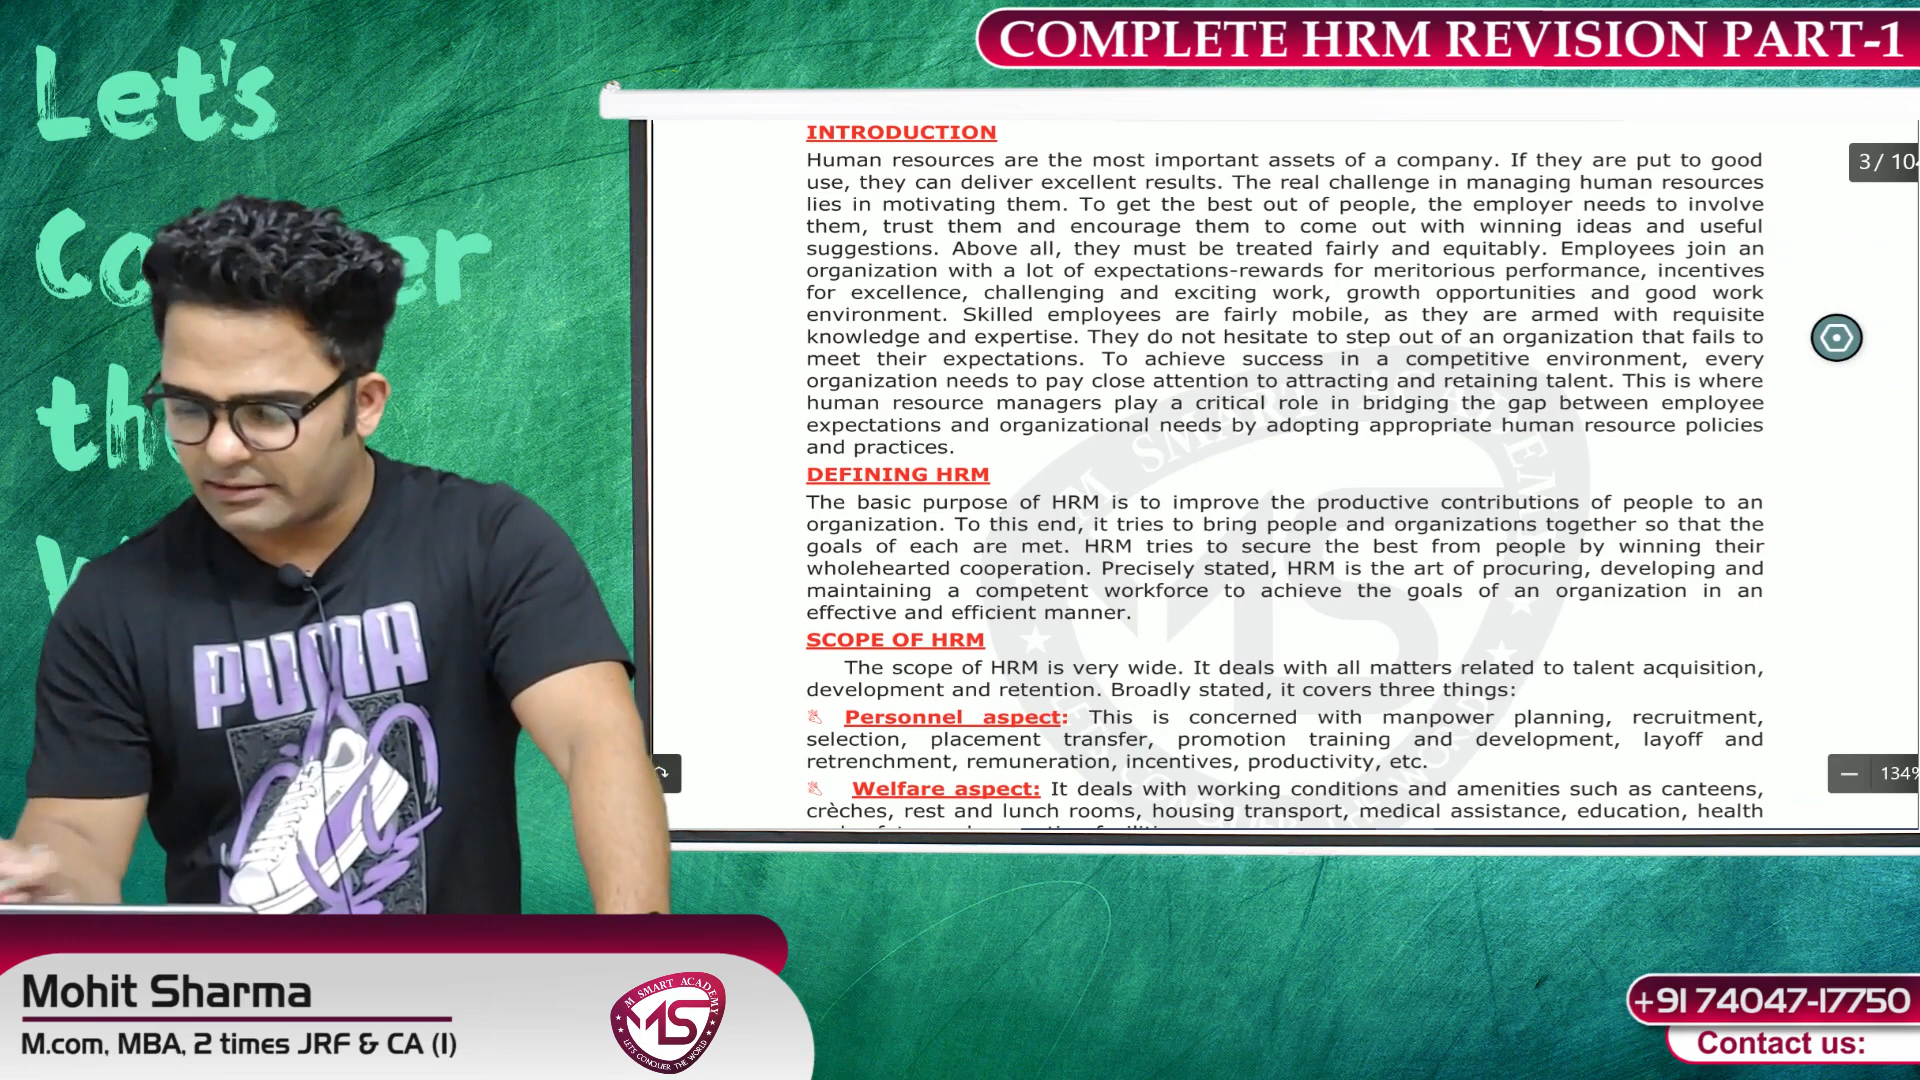 COMPLETE HRM REVISION PART-1
Let's
the
INTRODUCTION
Human resources are the most important assets of a company. If they are put to good
use, they can deliver excellent results. The real challenge in managing human resources
lies in motivating them. To get the best out of people, the employer needs to involve
them, trust them and encourage them to come out with winning ideas and useful
suggestions. Above all, they must be treated fairly and equitably. Employees join an
organization with a lot of expectations-rewards for meritorious performance, incentives
for excellence, challenging and exciting work, growth opportunities and good work
environment. Skilled employees are fairly mobile, as they are armed with requisite
knowledge and expertise. They do not hesitate to step out of an organization that fails to
meet their expectations. To achieve success in a competitive environment, every
organization needs to pay close attention to attracting and retaining talent. This is where
human resource managers play a critical role in bridging the gap between employee
expectations and organizational needs by adopting appropriate human resource policies
and practices.
DEFINING HRM
The basic purpose of HRM is to improve the productive contributions of people to an
organization. To this end, it tries to bring people and organizations together so that the
goals of each are met. HRM tries to secure the best from people by winning their
wholehearted cooperation. Precisely stated, HRM is the art of procuring, developing and
maintaining a competent workforce to achieve the goals of an organization in an
effective and efficient manner.
SCOPE OF HRM
The scope of HRM is very wide. It deals with all matters related to talent acquisition,
development and retention. Broadly stated, it covers three things:
Personnel aspect: This is concerned with manpower planning, recruitment,
selection, placement transfer, promotion training and development, layoff and
retrenchment, remuneration, incentives, productivity, etc.
Welfare aspect: It deals with working conditions and amenities such as canteens,
crèches, rest and lunch rooms, housing transport, medical assistance, education, health
3 / 104
134%
PUMA
Mohit Sharma
M.com, MBA, 2 times JRF & CA (I)
M SMART ACADEMY
MS
LET'S CONQUER THE WORLD
+91 74047-17750
Contact us: